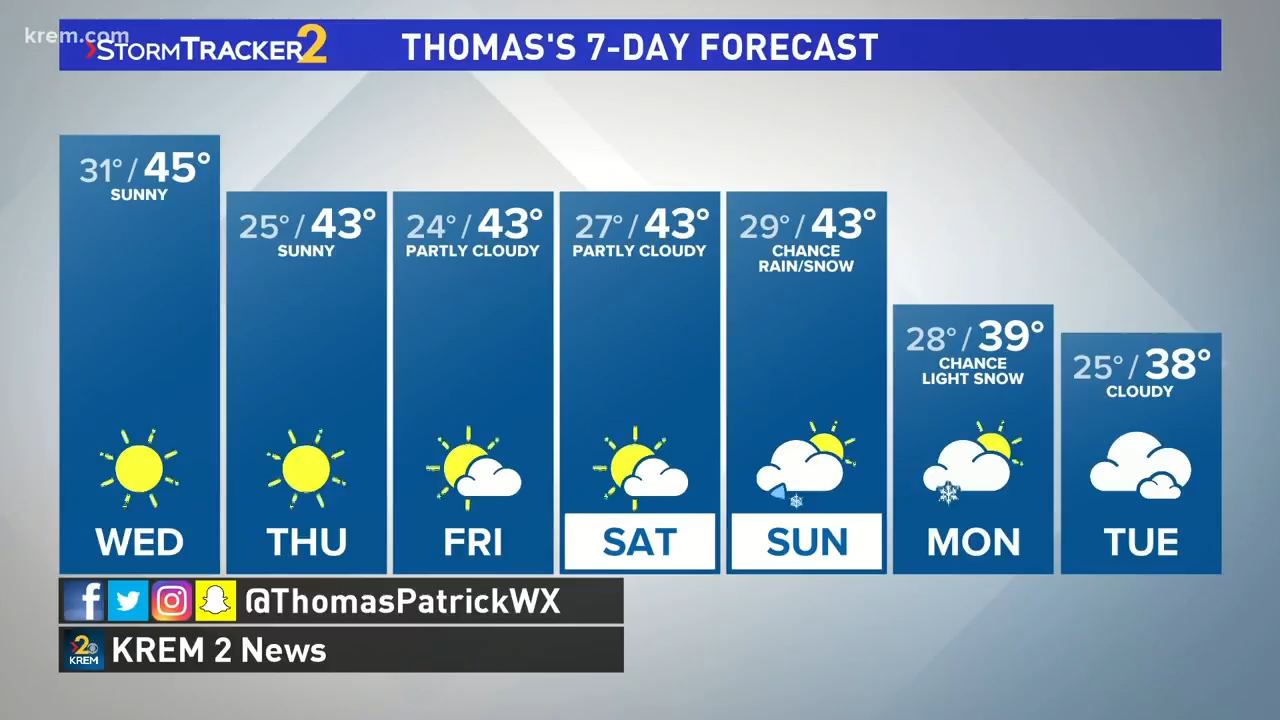 krem.com
STORMTRACKER2
THOMAS'S 7-DAY FORECAST
31°/45°
SUNNY
WED
25°/43°
SUNNY
THU
24°/43°
PARTLY CLOUDY
FRI
27°/43°
PARTLY CLOUDY
SAT
29°/43°
CHANCE
RAIN/SNOW
SUN
28°/39°
CHANCE
LIGHT SNOW
MON
25°/38°
CLOUDY
TUE
@ThomasPatrickWX
2 KREM
KREM 2 News